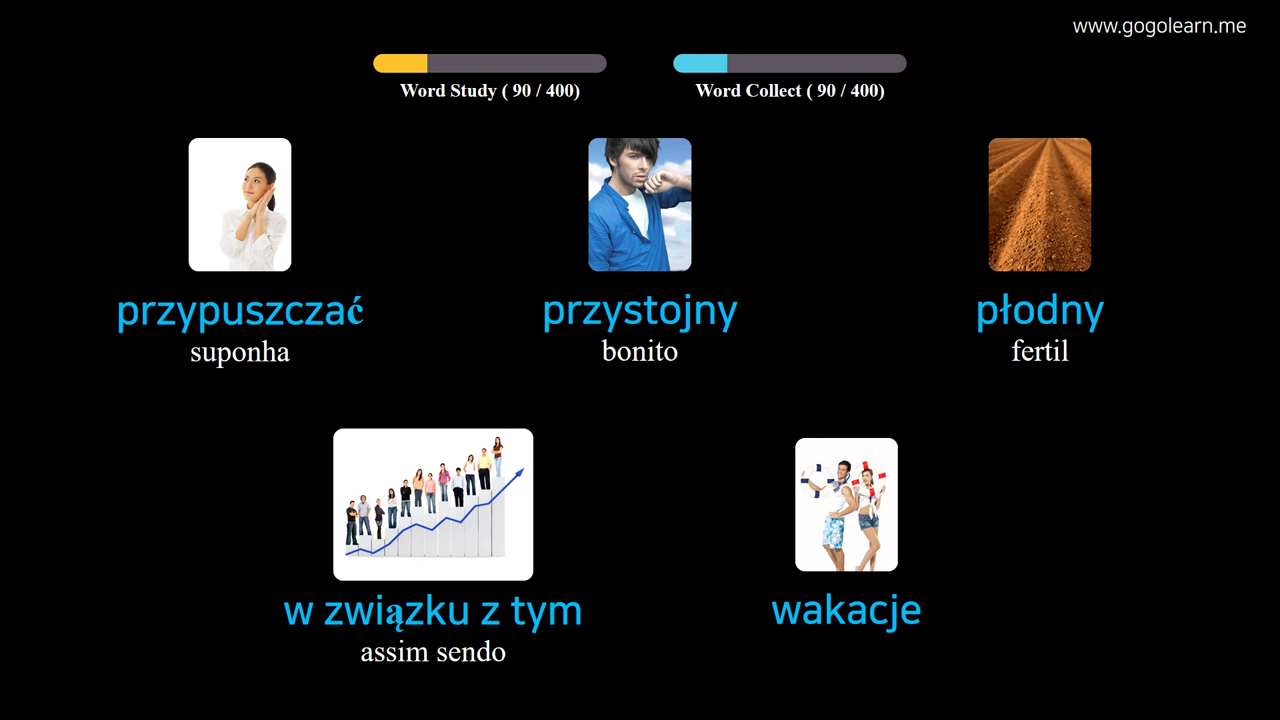 www.gogolearn.me
Word Study ( 90 / 400)
Word Collect ( 90 / 400)
przypuszczać
suponha
przystojny
bonito
płodny
fertil
w związku z tym
assim sendo
wakacje